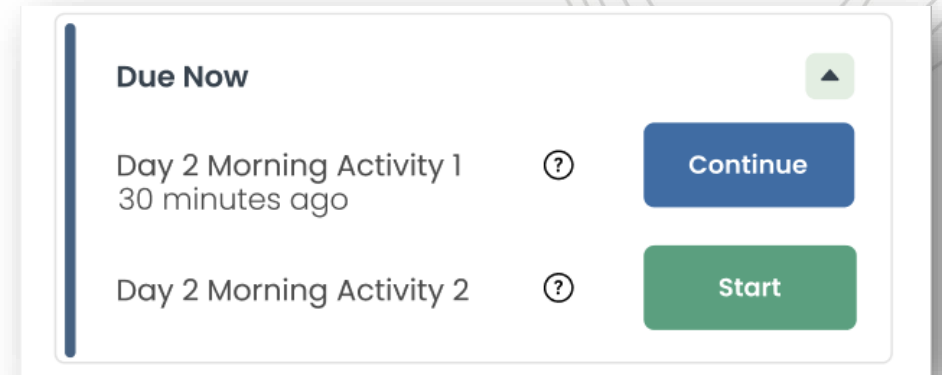 Due Now
Day 2 Morning Activity 1
?
Continue
30 minutes ago
Day 2 Morning Activity 2
?
Start